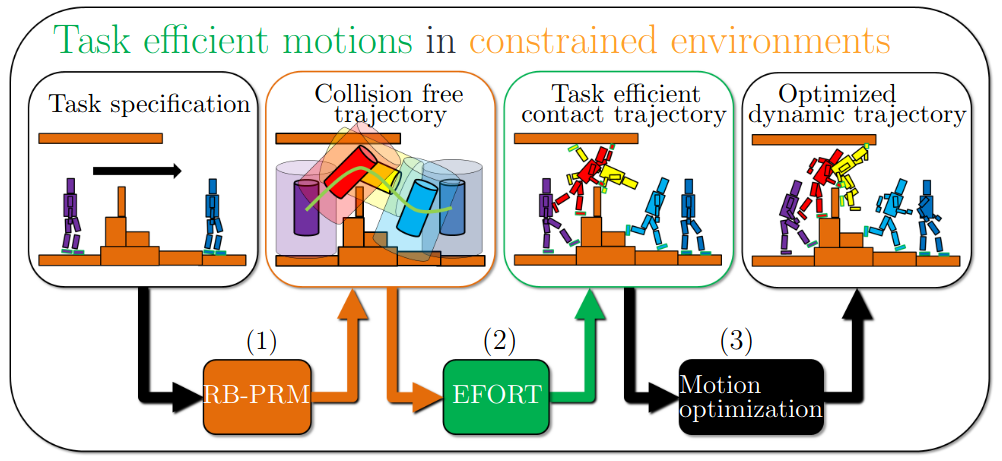 Task efficient motions in constrained environments
Task specification
Collision free
trajectory
Task efficient
contact trajectory
Optimized
dynamic trajectory
(1)
(2)
(3)
RB-PRM
EFORT
Motion
optimization